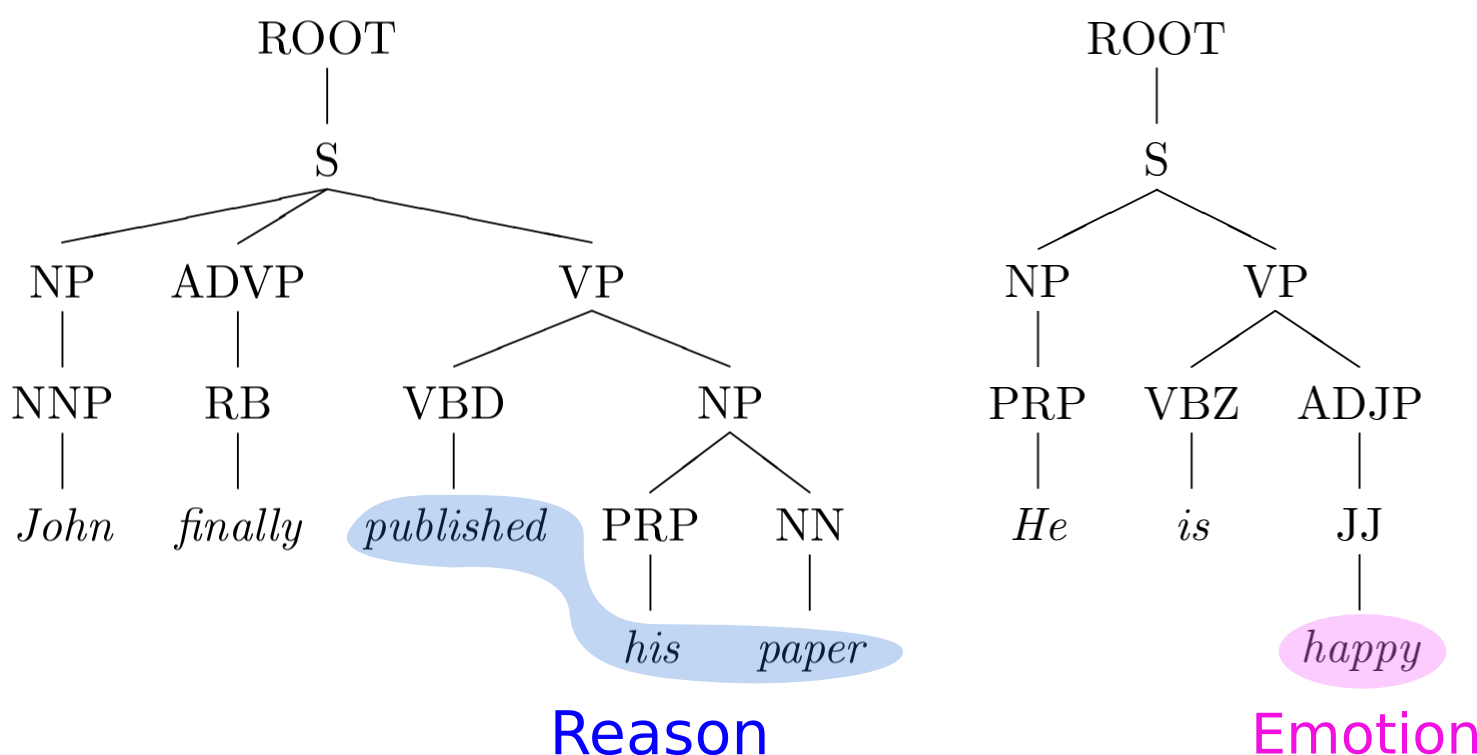 ROOT ROOT
S S
NP ADVP VP NP VP
NNP RB VBD NP PRP VBZ ADJP
John finally published PRP NN He is JJ
his paper happy
Reason Emotion